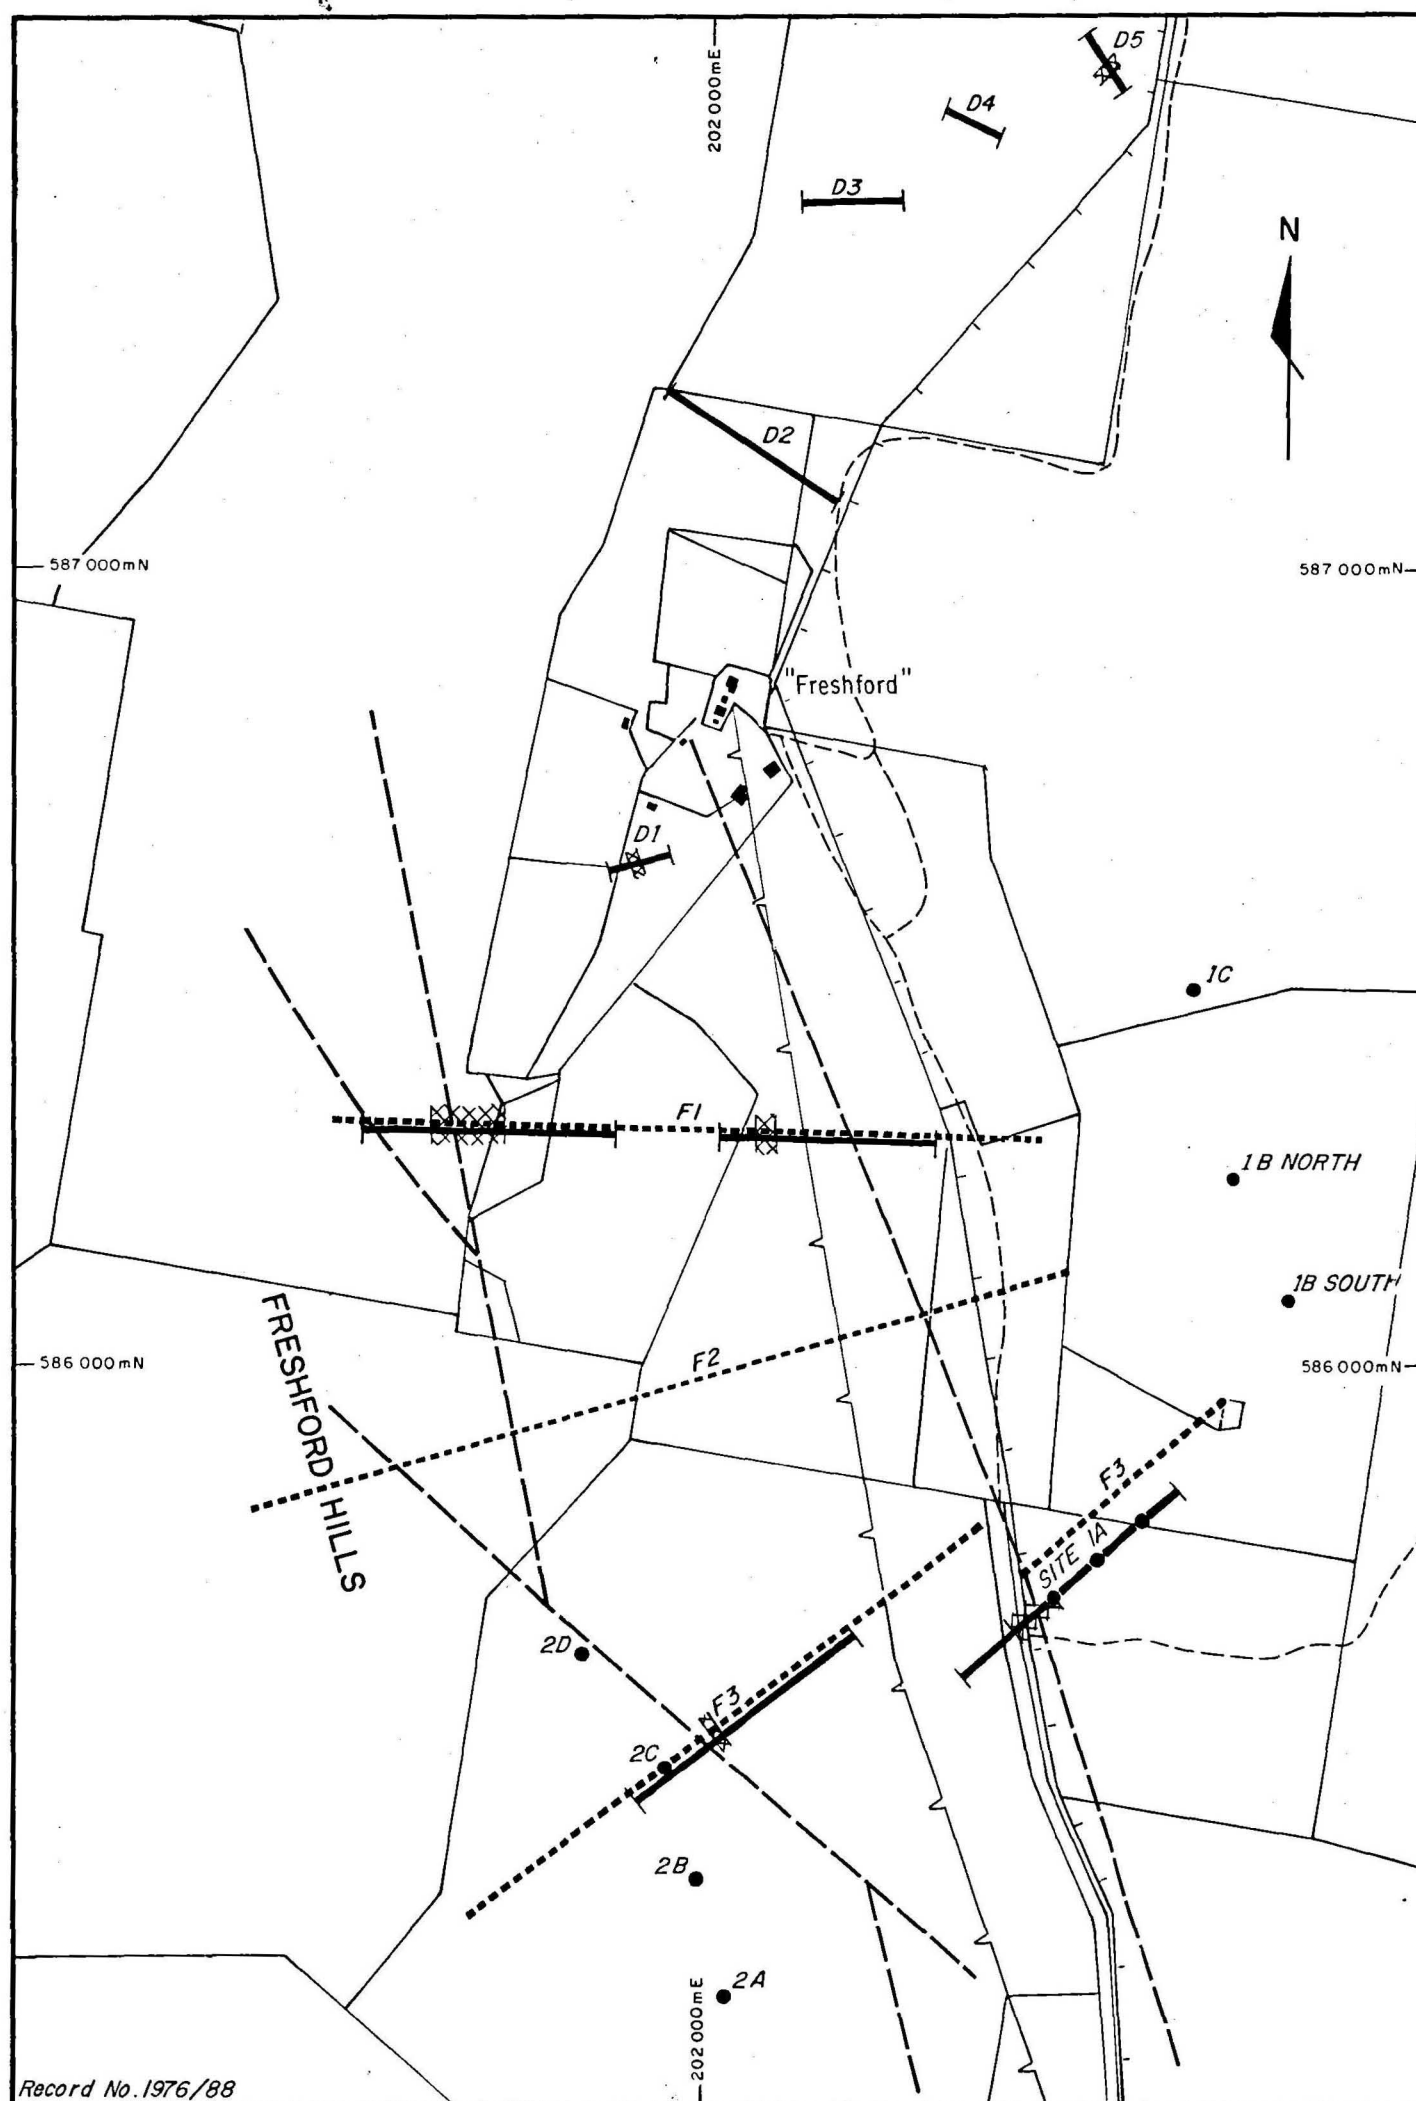 202 000mE
D5
D4
D3
N
D2
587 000mN
587 000mN
"Freshford"
D1
1C
F1
1B NORTH
1B SOUTH
FRESHFORD HILLS
586 000mN
586 000mN
F2
F3
SITE 1A
2D
F3
2C
2B
2A
202 000mE
Record No. 1976/88